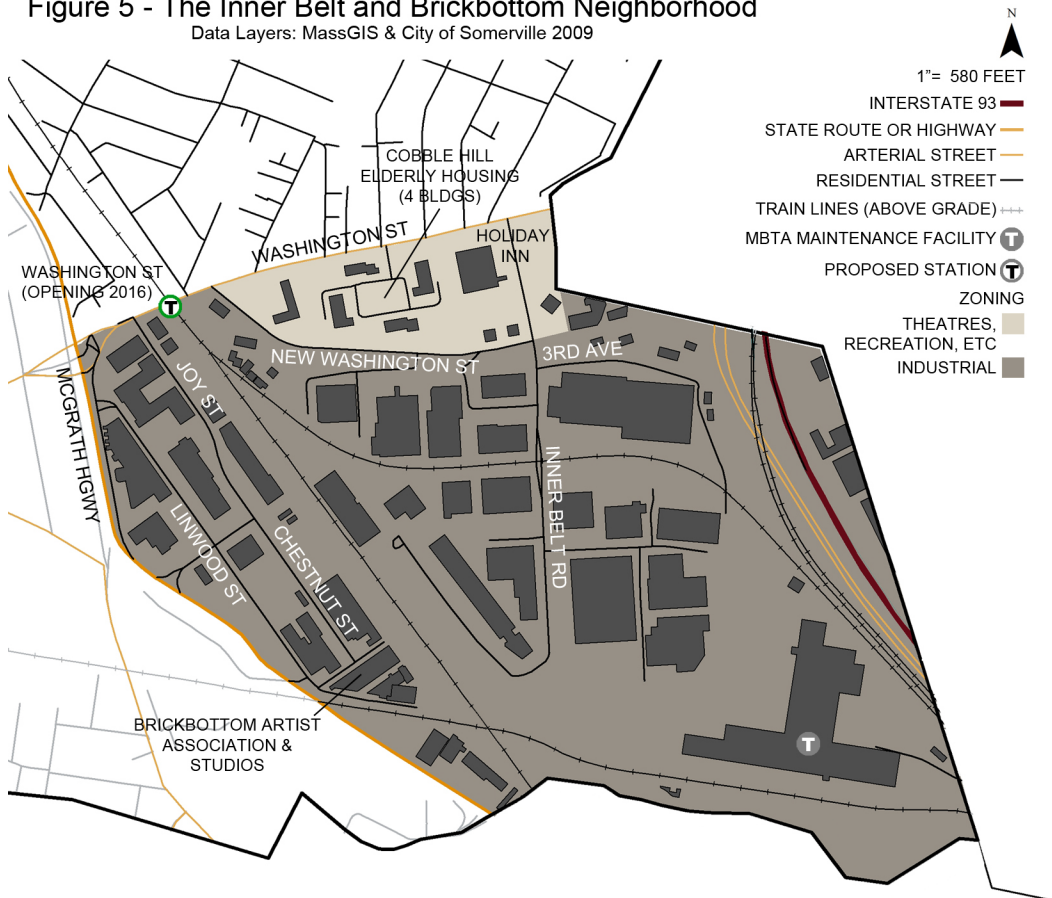 Figure 5 - The Inner Belt and Brickbottom Neighborhood
Data Layers: MassGIS & City of Somerville 2009
N
1”= 580 FEET
INTERSTATE 93
STATE ROUTE OR HIGHWAY
ARTERIAL STREET
RESIDENTIAL STREET
TRAIN LINES (ABOVE GRADE)
MBTA MAINTENANCE FACILITY T
PROPOSED STATION T
ZONING
THEATRES,
RECREATION, ETC
INDUSTRIAL
COBBLE HILL
ELDERLY HOUSING
(4 BLDGS)
WASHINGTON ST
HOLIDAY
INN
WASHINGTON ST
(OPENING 2016)
T
NEW WASHINGTON ST
3RD AVE
JOY ST
MCGRATH HGWY
INNER BELT RD
LINWOOD ST
CHESTNUT ST
BRICKBOTTOM ARTIST
ASSOCIATION &
STUDIOS
T